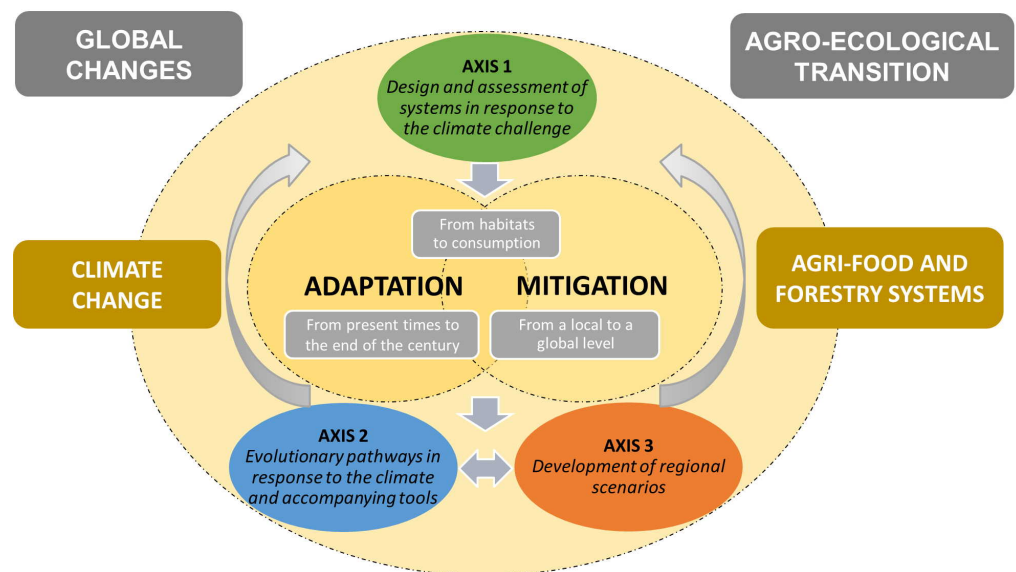 GLOBAL
CHANGES
AGRO-ECOLOGICAL
TRANSITION
AXIS 1
Design and assessment of
systems in response to
the climate challenge
From habitats
to consumption
CLIMATE
CHANGE
ADAPTATION
MITIGATION
AGRI-FOOD AND
FORESTRY SYSTEMS
From present times to
the end of the century
From a local to a
global level
AXIS 2
Evolutionary pathways in
response to the climate
and accompanying tools
AXIS 3
Development of regional
scenarios